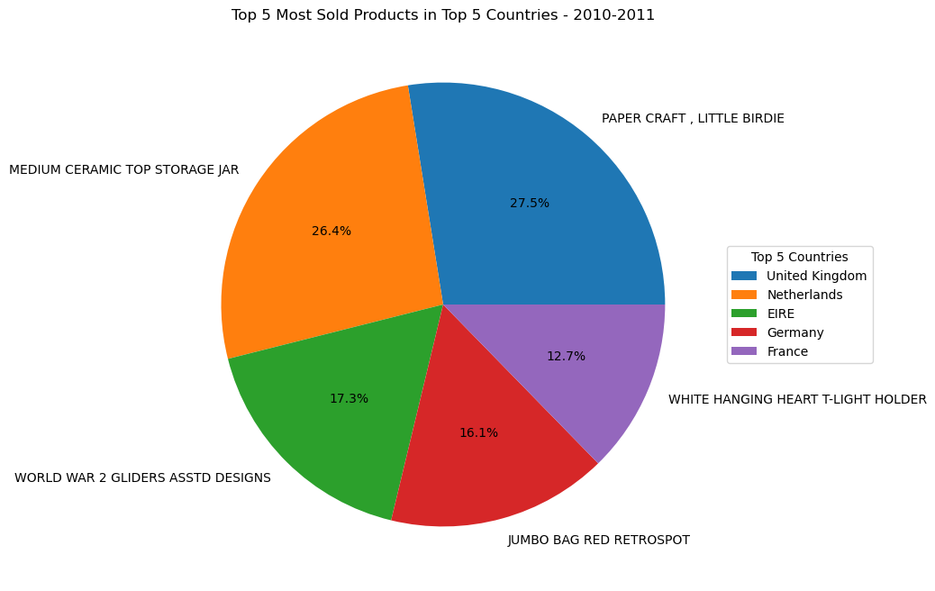 Top 5 Most Sold Products in Top 5 Countries - 2010-2011
PAPER CRAFT , LITTLE BIRDIE
MEDIUM CERAMIC TOP STORAGE JAR
27.5%
26.4%
Top 5 Countries
United Kingdom
Netherlands
EIRE
Germany
France
12.7%
17.3%
WHITE HANGING HEART T-LIGHT HOLDER
16.1%
WORLD WAR 2 GLIDERS ASSTD DESIGNS
JUMBO BAG RED RETROSPOT